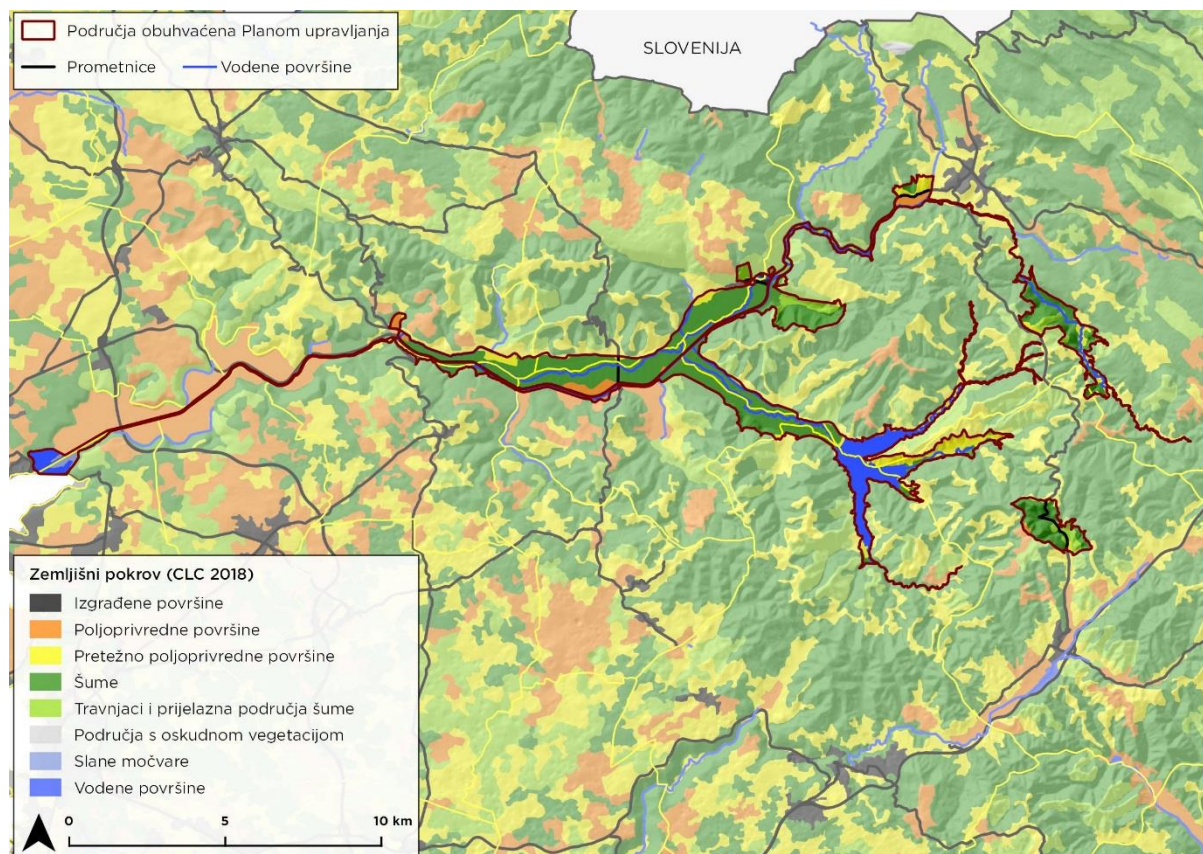 Područja obuhvaćena Planom upravljanja
Prometnice
Vodene površine
SLOVENIJA
Zemljišni pokrov (CLC 2018)
Izgrađene površine
Poljoprivredne površine
Pretežno poljoprivredne površine
Šume
Travnjaci i prijelazna područja šume
Područja s oskudnom vegetacijom
Slane močvare
Vodene površine
0 5 10 km